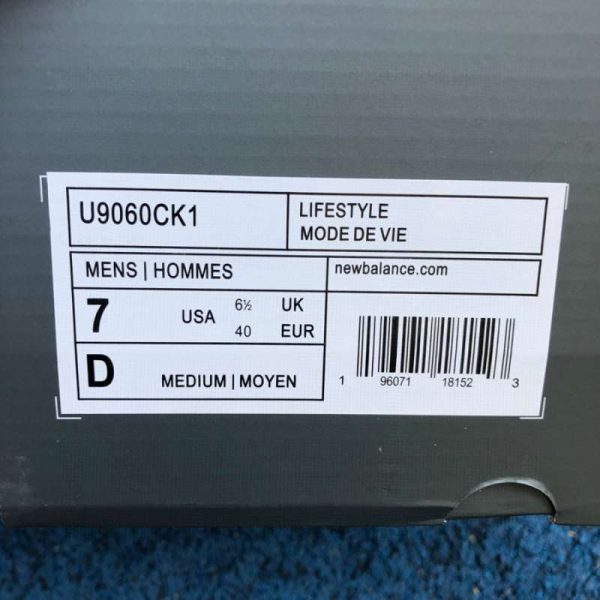 U9060CK1
LIFESTYLE
MODE DE VIE
MENS | HOMMES
newbalance.com
7 USA 6½ UK
40 EUR
D MEDIUM | MOYEN
1 96071 18152 3